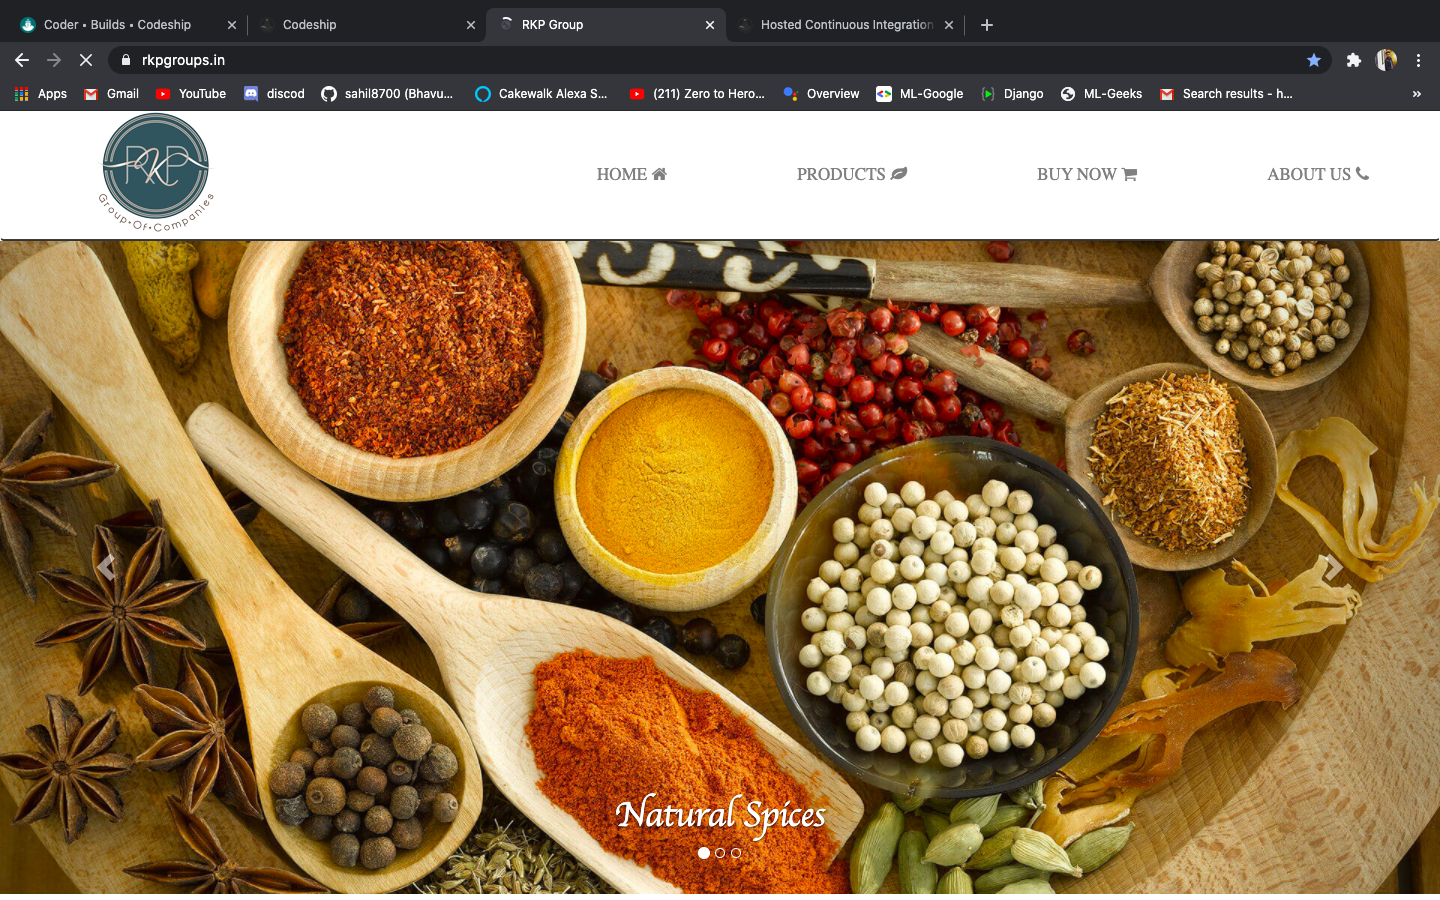 Coder • Builds • Codeship
Codeship
RKP Group
Hosted Continuous Integration
rkpgroups.in
Apps
Gmail
YouTube
discod
sahil8700 (Bhavu...
Cakewalk Alexa S...
(211) Zero to Hero...
Overview
ML-Google
Django
ML-Geeks
Search results - h...
»
RKP
Group•Of•Companies
HOME
PRODUCTS
BUY NOW
ABOUT US
Natural Spices